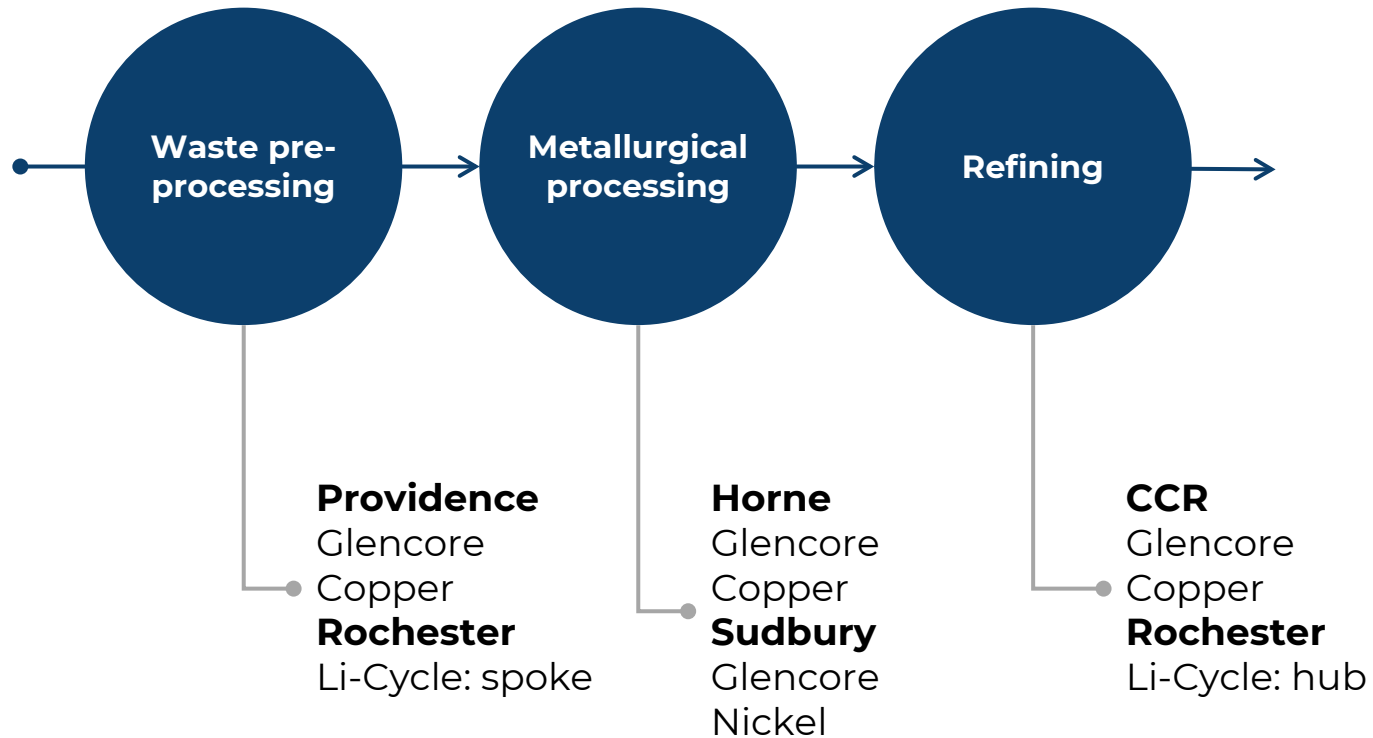 Waste pre-
processing
Metallurgical
processing
Refining
Providence
Glencore
Copper
Rochester
Li-Cycle: spoke
Horne
Glencore
Copper
Sudbury
Glencore
Nickel
CCR
Glencore
Copper
Rochester
Li-Cycle: hub